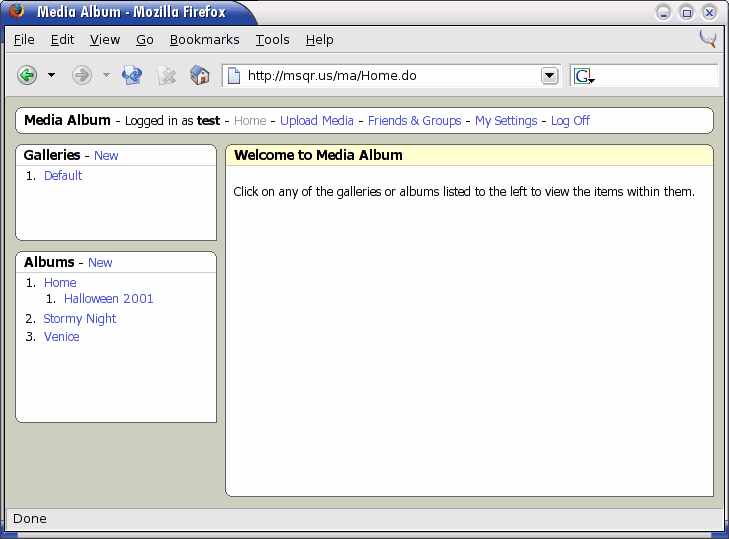 Media Album - Mozilla Firefox
File Edit View Go Bookmarks Tools Help
http://msqr.us/ma/Home.do
G
Media Album - Logged in as test - Home - Upload Media - Friends & Groups - My Settings - Log Off
Galleries - New
1. Default
Albums - New
1. Home
1. Halloween 2001
2. Stormy Night
3. Venice
Welcome to Media Album
Click on any of the galleries or albums listed to the left to view the items within them.
Done